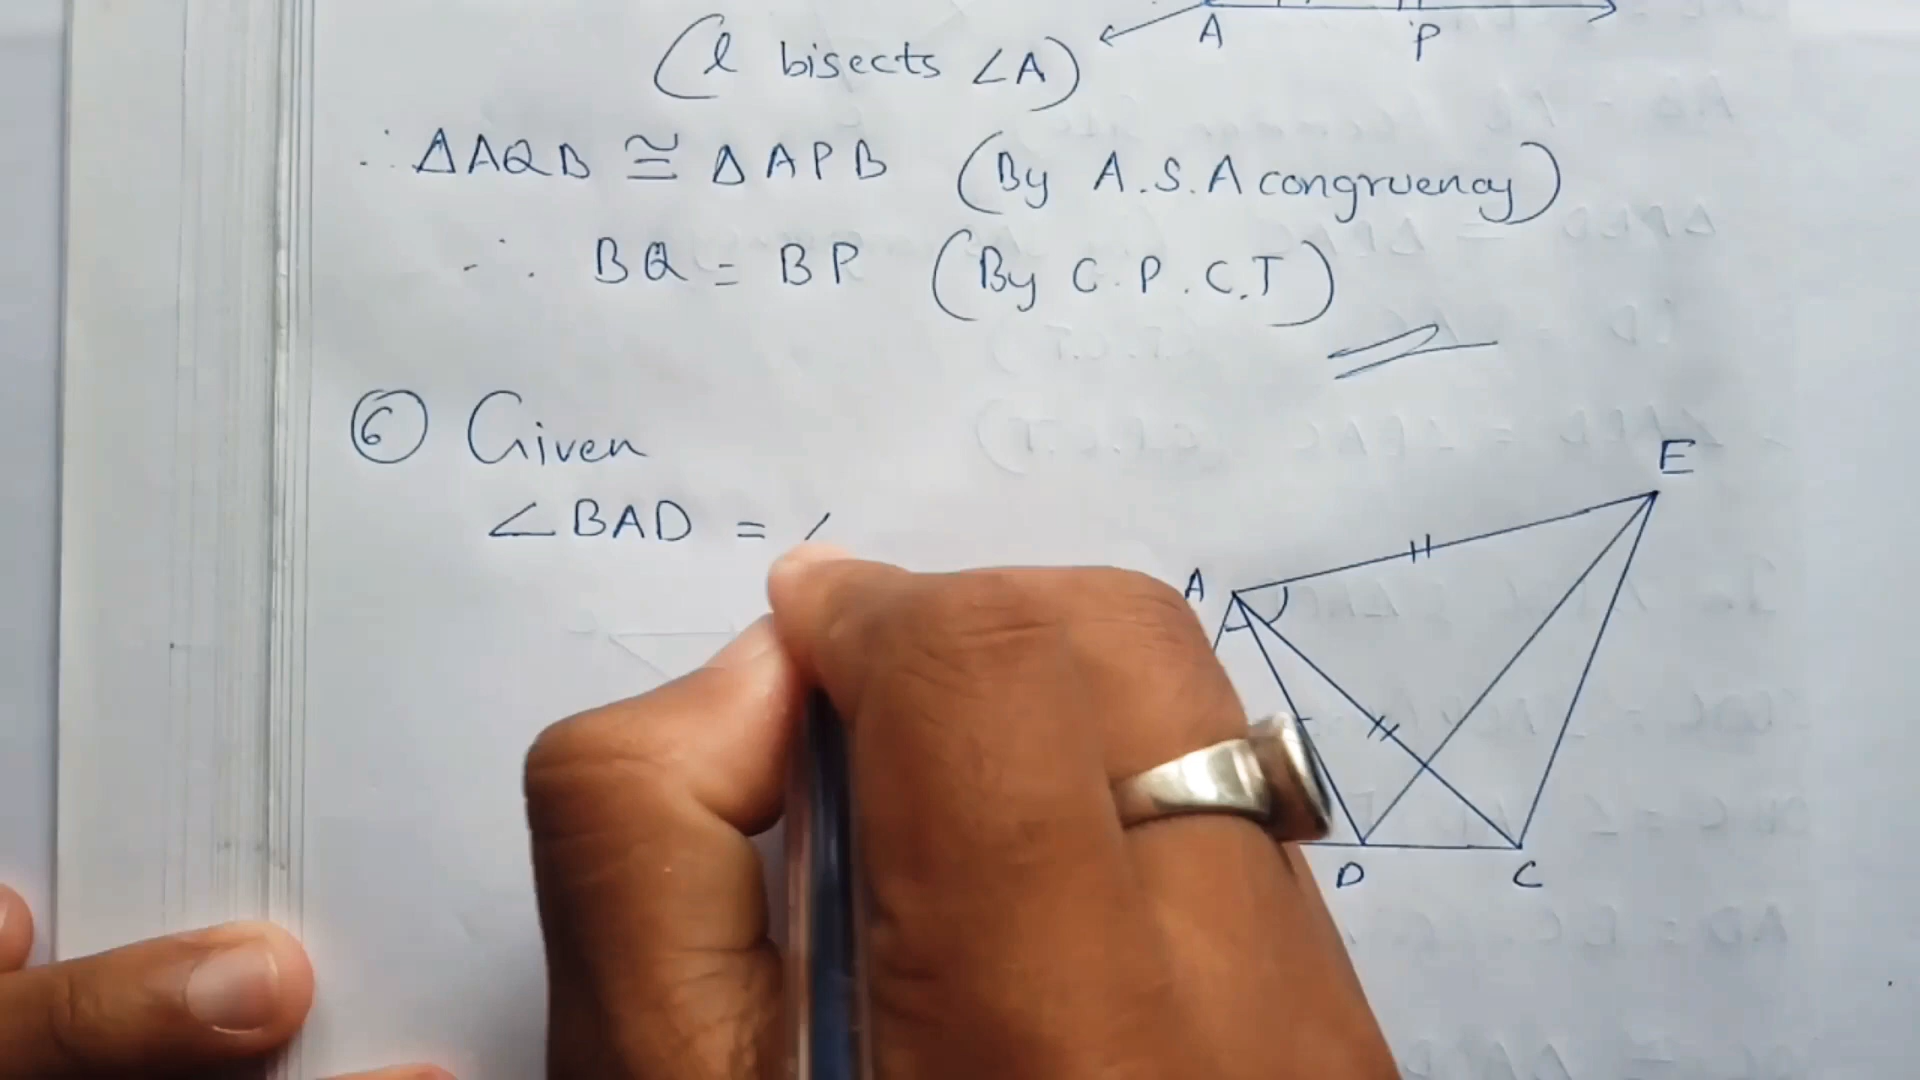 A P
(l bisects ∠A)
∴ ΔAQB ≅ ΔAPB (By A.S.A congruency)
∴ BQ = BP (By C.P.C.T)
⑥ Given
E
∠BAD = ∠
A
D C